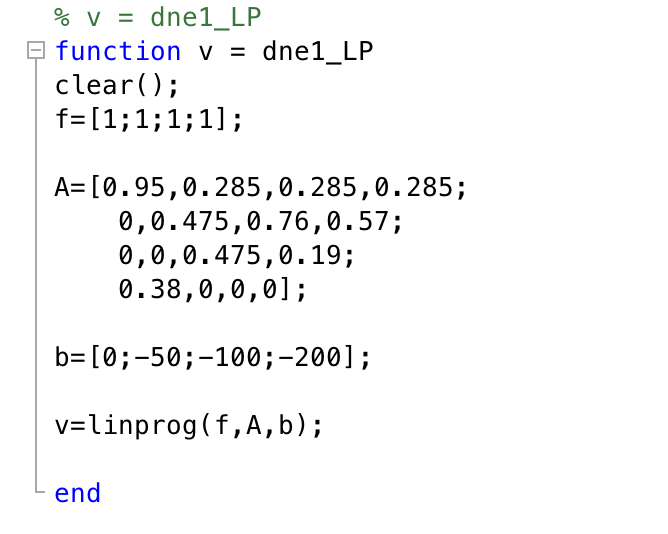 % v = dne1_LP
function v = dne1_LP
clear();
f=[1;1;1;1];
A=[0.95,0.285,0.285,0.285;
0,0.475,0.76,0.57;
0,0,0.475,0.19;
0.38,0,0,0];
b=[0;-50;-100;-200];
v=linprog(f,A,b);
end